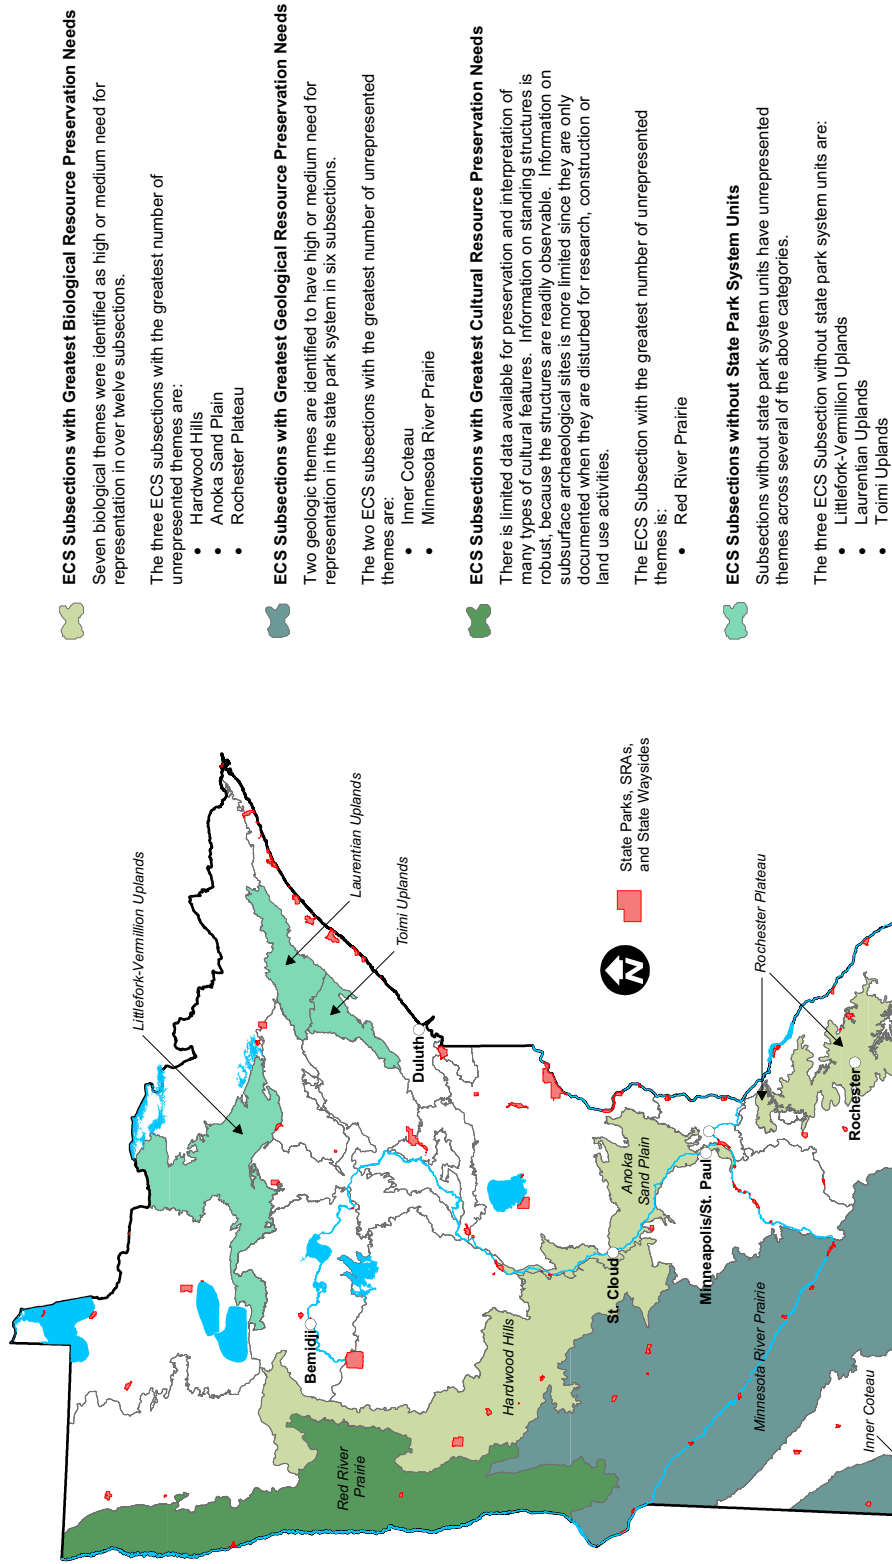 ECS Subsections with Greatest Biological Resource Preservation Needs
Seven biological themes were identified as high or medium need for
representation in over twelve subsections.
The three ECS subsections with the greatest number of
unrepresented themes are:
• Hardwood Hills
• Anoka Sand Plain
• Rochester Plateau
ECS Subsections with Greatest Geological Resource Preservation Needs
Two geologic themes are identified to have high or medium need for
representation in the state park system in six subsections.
The two ECS subsections with the greatest number of unrepresented
themes are:
• Inner Coteau
• Minnesota River Prairie
ECS Subsections with Greatest Cultural Resource Preservation Needs
There is limited data available for preservation and interpretation of
many types of cultural features. Information on standing structures is
robust, because the structures are readily observable. Information on
subsurface archaeological sites is more limited since they are only
documented when they are disturbed for research, construction or
land use activities.
The ECS Subsection with the greatest number of unrepresented
themes is:
• Red River Prairie
ECS Subsections without State Park System Units
Subsections without state park system units have unrepresented
themes across several of the above categories.
The three ECS Subsection without state park system units are:
• Littlefork-Vermillion Uplands
• Laurentian Uplands
• Toimi Uplands
Littlefork-Vermillion Uplands
Laurentian Uplands
Toimi Uplands
Duluth
Bemidji
Red River
Prairie
Hardwood Hills
Anoka
Sand Plain
St. Cloud
Minneapolis/St. Paul
Minnesota River Prairie
Inner Coteau
Rochester Plateau
Rochester
N
State Parks, SRAs,
and State Waysides